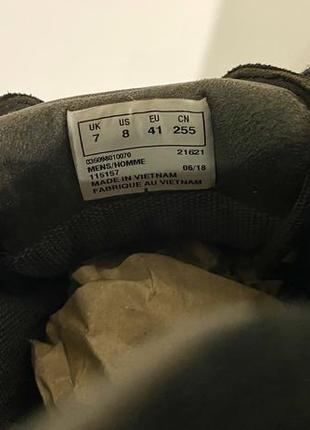 UK US EU CN
7 8 41 255
036098010070 21621
MENS/HOMME
115157 06/18
MADE IN VIETNAM
FABRIQUE AU VIETNAM